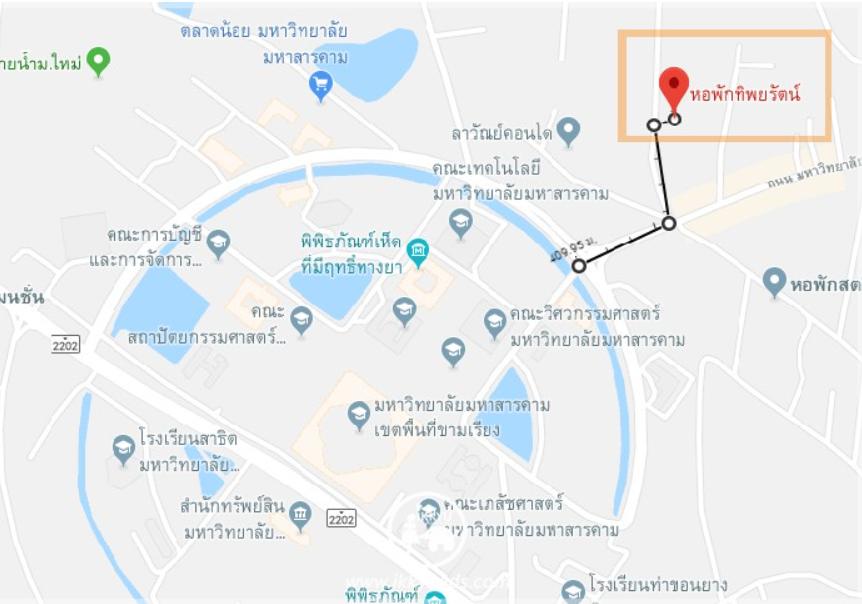 ตลาดน้อย มหาวิทยาลัย
มหาสารคาม
ายน้ำม.ใหม่
หอพักทิพยรัตน์
ลาวัณย์คอนโด
คณะเทคโนโลยี
มหาวิทยาลัยมหาสารคาม
ถนน มหาวิทยาลัย
คณะการบัญชี
และการจัดการ...
พิพิธภัณฑ์เห็ด
ที่มีฤทธิ์ทางยา
409.95 ม.
มนชั่น
หอพักสต
คณะ
สถาปัตยกรรมศาสตร์...
คณะวิศวกรรมศาสตร์
มหาวิทยาลัยมหาสารคาม
2202
มหาวิทยาลัยมหาสารคาม
เขตพื้นที่ขามเรียง
โรงเรียนสาธิต
มหาวิทยาลัย...
สำนักทรัพย์สิน
มหาวิทยาลัย...
2202
คณะเภสัชศาสตร์
มหาวิทยาลัยมหาสารคาม
โรงเรียนท่าขอนยาง
พิพิธภัณฑ์